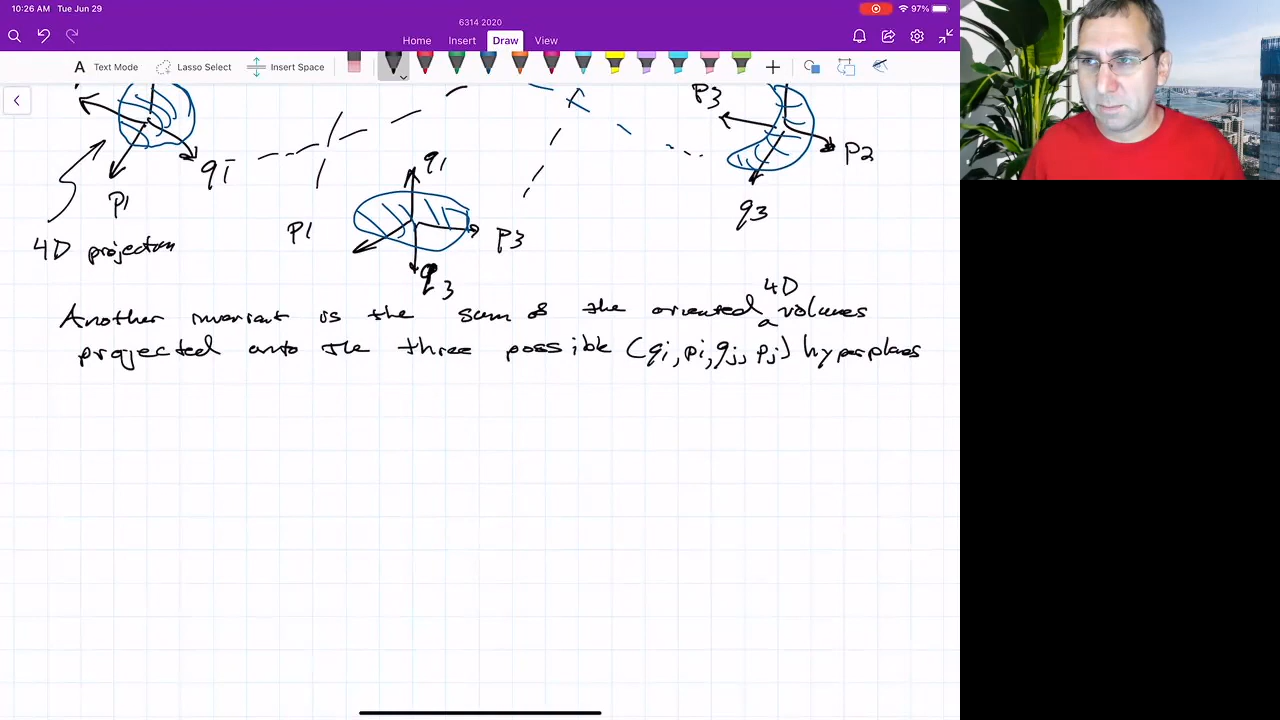 10:26 AM Tue Jun 29
97%
6314 2020
Home Insert Draw View
Text Mode Lasso Select Insert Space
P3
P2
q1
q1
P1
P1
P3
q3
q3
4D projection
4D
Another invariant is the sum of the oriented volumes
projected onto the three possible (qi, pi, qj, pj) hyperplanes